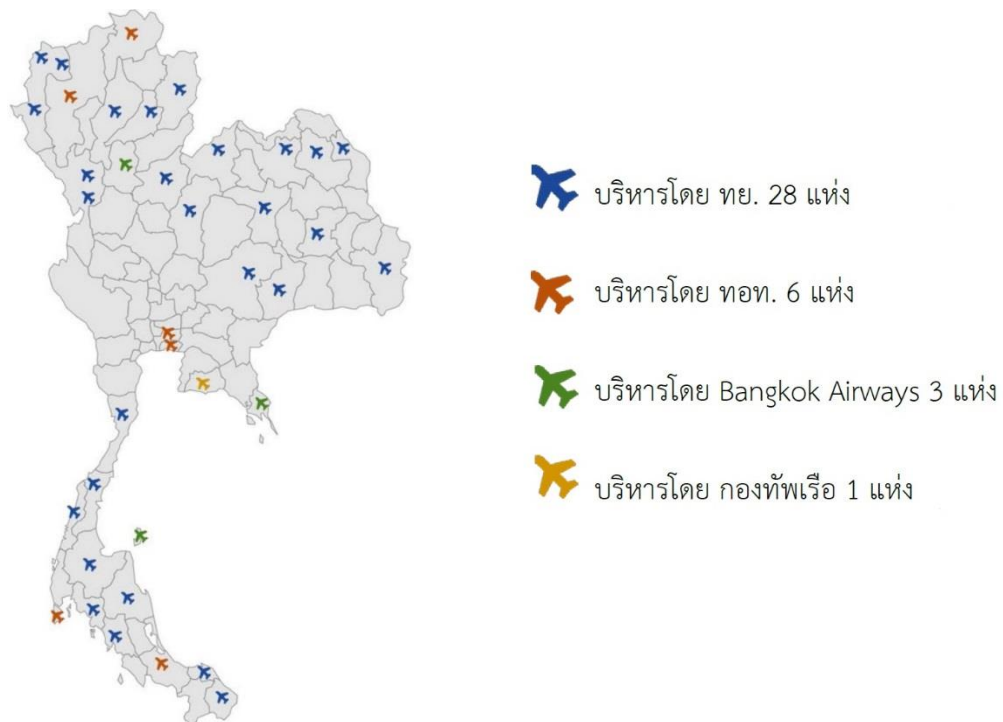 บริหารโดย ทย. 28 แห่ง
บริหารโดย ทอท. 6 แห่ง
บริหารโดย Bangkok Airways 3 แห่ง
บริหารโดย กองทัพเรือ 1 แห่ง